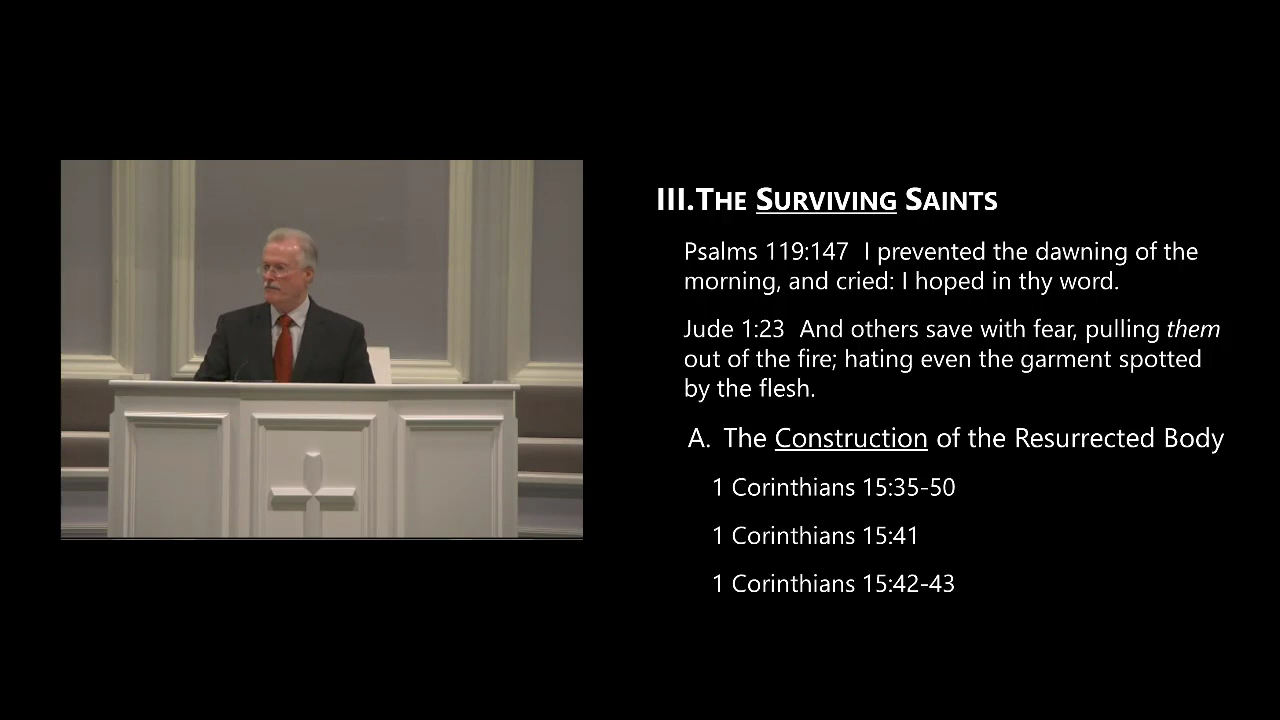 III.THE SURVIVING SAINTS
Psalms 119:147 I prevented the dawning of the
morning, and cried: I hoped in thy word.
Jude 1:23 And others save with fear, pulling them
out of the fire; hating even the garment spotted
by the flesh.
A. The Construction of the Resurrected Body
1 Corinthians 15:35-50
1 Corinthians 15:41
1 Corinthians 15:42-43